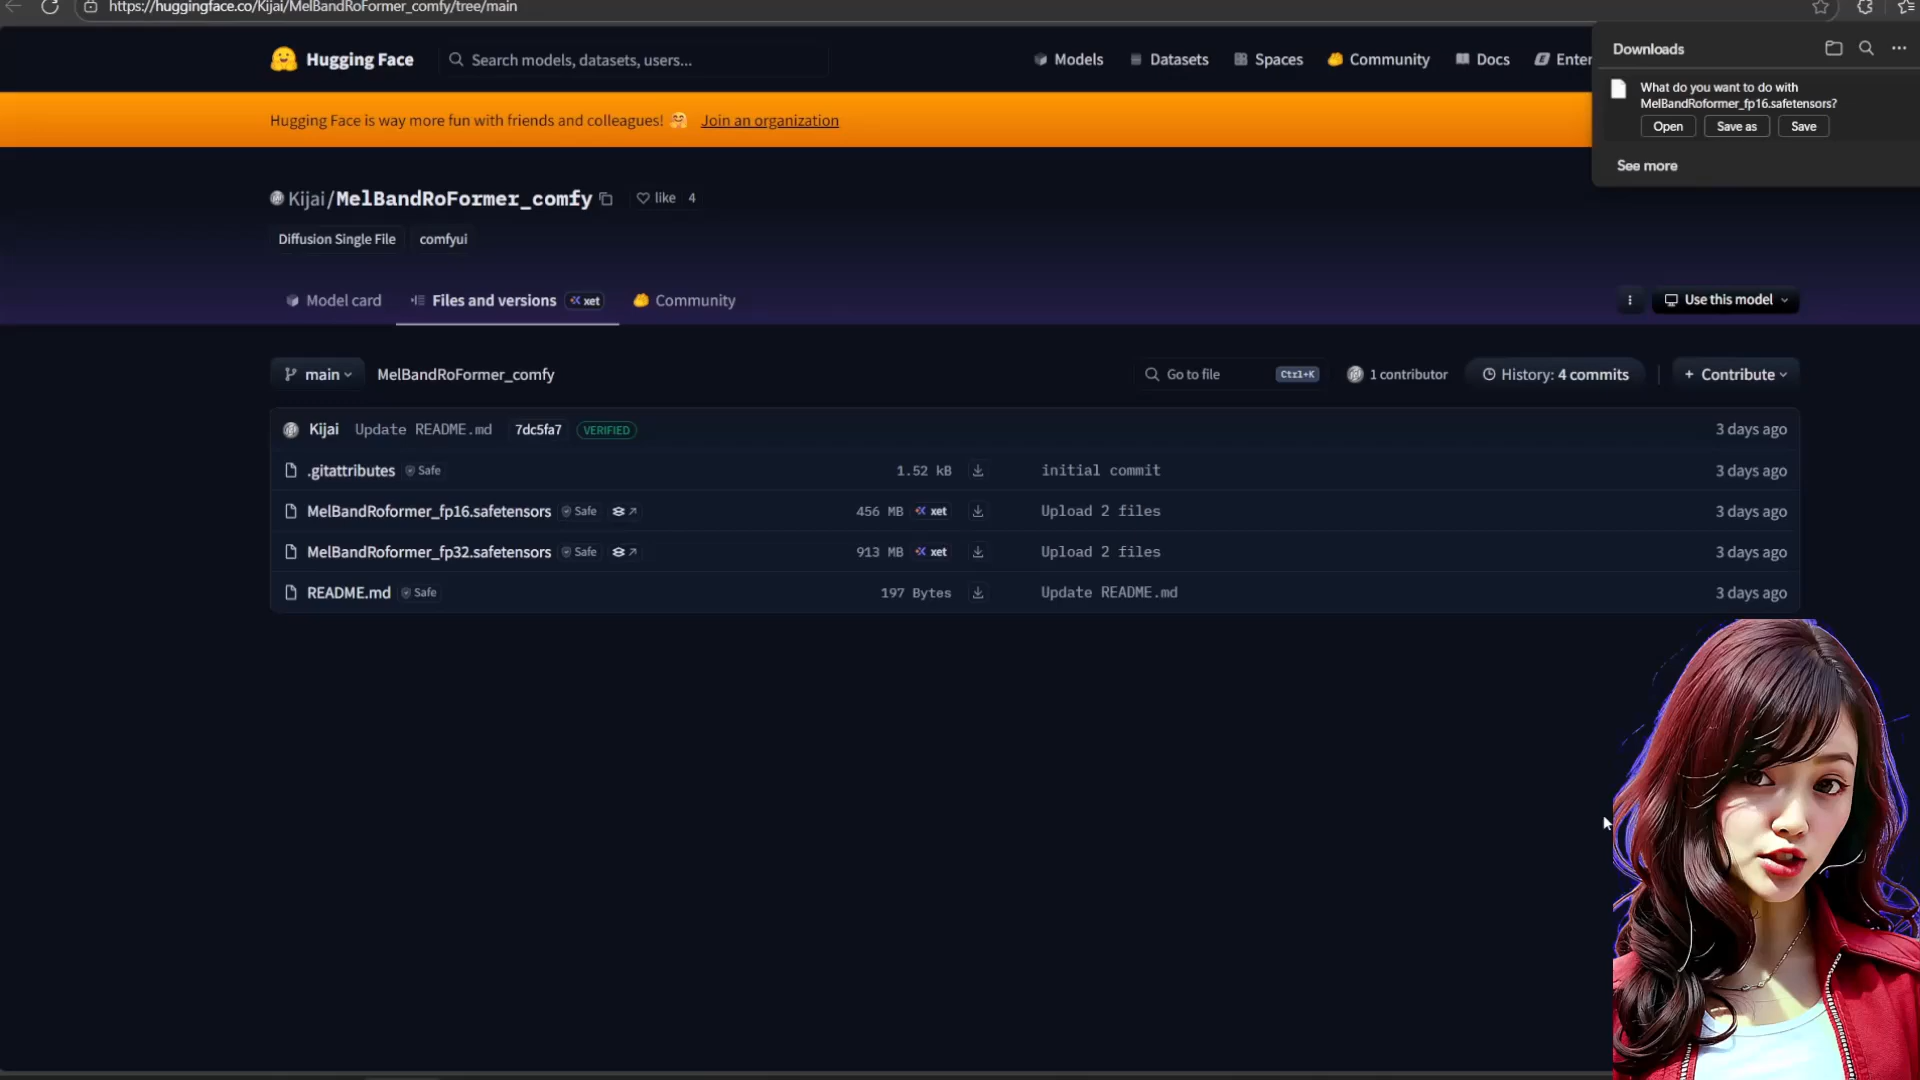 https://huggingface.co/Kijai/MelBandRoFormer_comfy/tree/main
Hugging Face
Search models, datasets, users...
Models
Datasets
Spaces
Community
Docs
Enter
Downloads
What do you want to do with
MelBandRoformer_fp16.safetensors?
Open
Save as
Save
See more
Hugging Face is way more fun with friends and colleagues! 🤗 Join an organization
Kijai/MelBandRoFormer_comfy
like 4
Diffusion Single File
comfyui
Model card
Files and versions
xet
Community
Use this model
main
MelBandRoFormer_comfy
Go to file
Ctrl+K
1 contributor
History: 4 commits
+ Contribute
Kijai Update README.md 7dc5fa7 VERIFIED 3 days ago
.gitattributes Safe 1.52 kB initial commit 3 days ago
MelBandRoformer_fp16.safetensors Safe 456 MB xet Upload 2 files 3 days ago
MelBandRoformer_fp32.safetensors Safe 913 MB xet Upload 2 files 3 days ago
README.md Safe 197 Bytes Update README.md 3 days ago